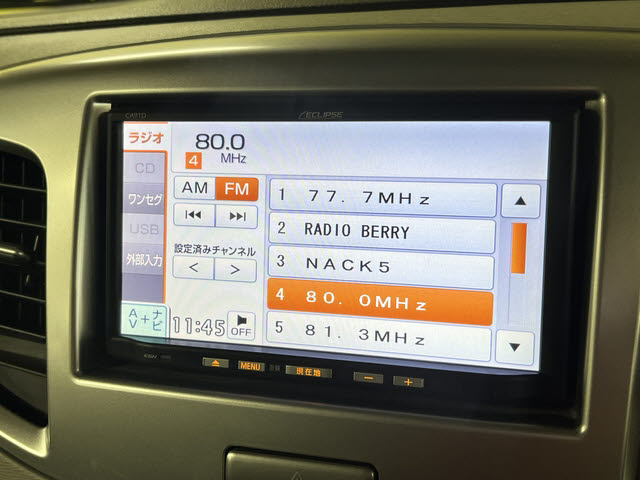 ECLIPSE
ラジオ
80.0
4 MHz
CD
AM FM
1 77.7MHz
ワンセグ
2 RADIO BERRY
USB
設定済みチャンネル
3 NACK5
外部入力
< >
4 80.0MHz
AV+ナビ
11:45
OFF
5 81.3MHz
MENU
現在地
- +